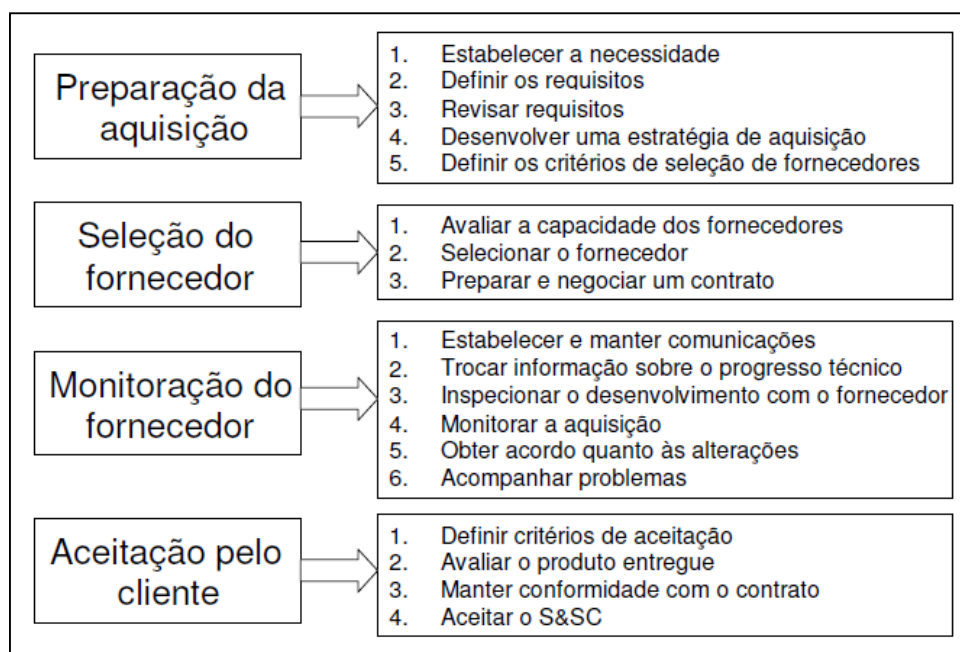 Preparação da
aquisição
1. Estabelecer a necessidade
2. Definir os requisitos
3. Revisar requisitos
4. Desenvolver uma estratégia de aquisição
5. Definir os critérios de seleção de fornecedores
Seleção do
fornecedor
1. Avaliar a capacidade dos fornecedores
2. Selecionar o fornecedor
3. Preparar e negociar um contrato
Monitoração do
fornecedor
1. Estabelecer e manter comunicações
2. Trocar informação sobre o progresso técnico
3. Inspecionar o desenvolvimento com o fornecedor
4. Monitorar a aquisição
5. Obter acordo quanto às alterações
6. Acompanhar problemas
Aceitação pelo
cliente
1. Definir critérios de aceitação
2. Avaliar o produto entregue
3. Manter conformidade com o contrato
4. Aceitar o S&SC